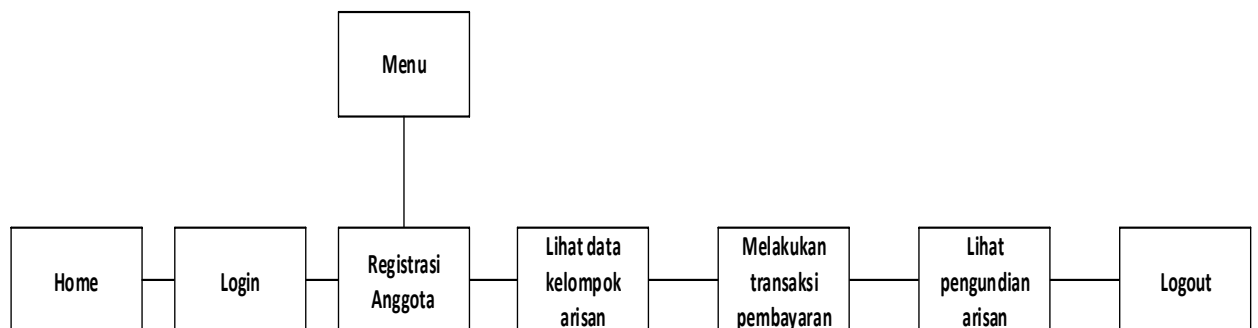 Menu
Home
Login
Registrasi
Anggota
Lihat data
kelompok
arisan
Melakukan
transaksi
pembayaran
Lihat
pengundian
arisan
Logout